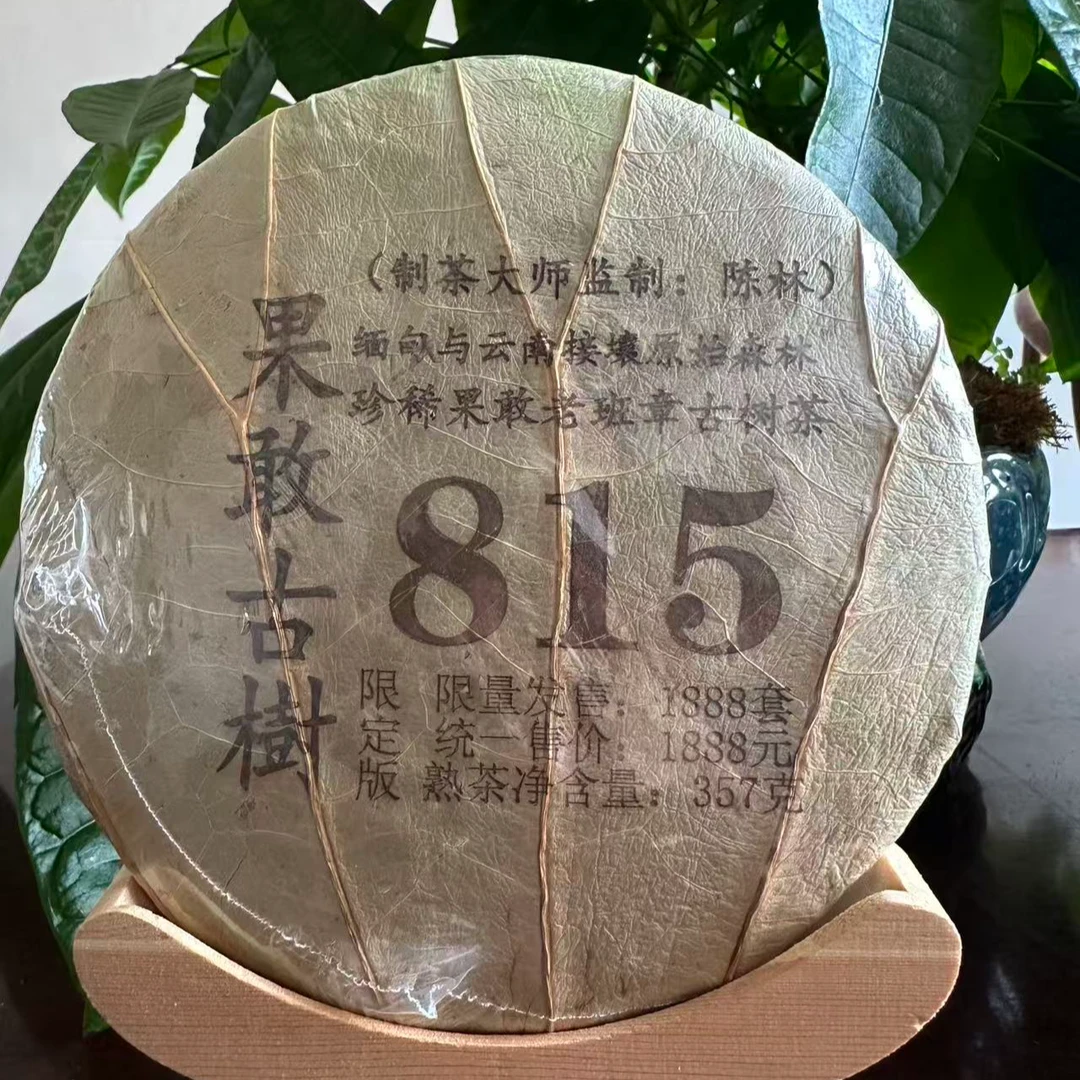 果敢古樹
（制茶大师监制：陈林）
缅甸与云南接壤原始森林
珍稀果敢老班章古树茶
815
限定版
限量发售：1888套
统一售价：1888元
熟茶净含量：357克